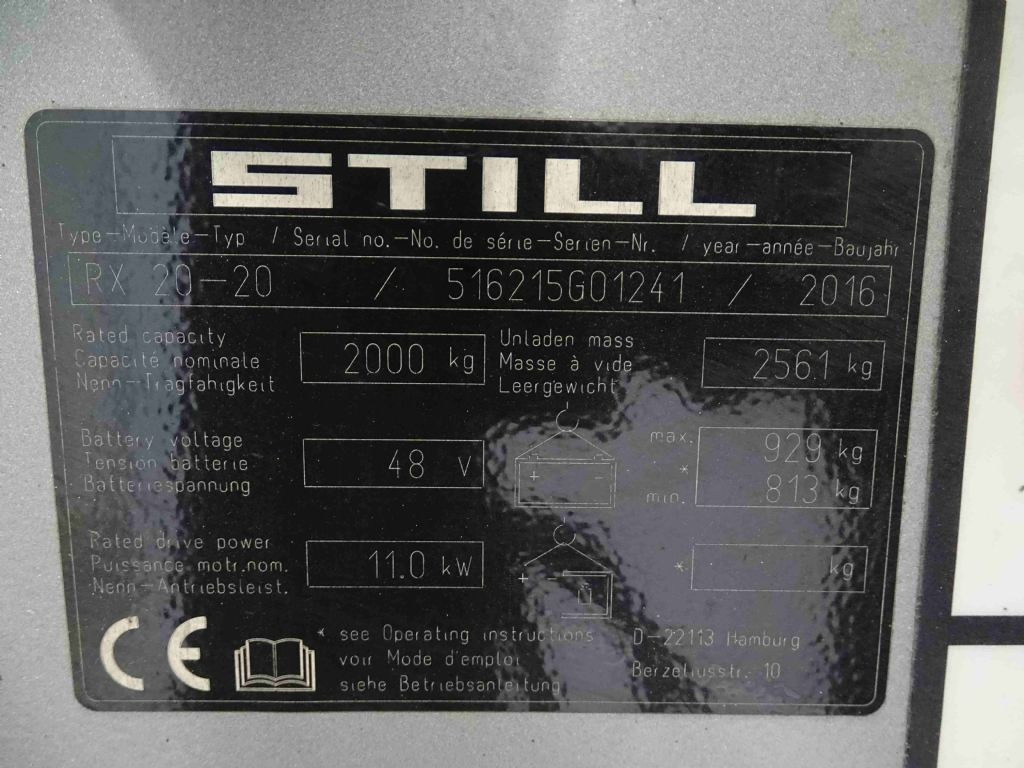 STILL
Type-Modèle-Typ / Serial no.-No. de série-Serien-Nr. / year-année-Baujahr
RX 20-20 / 516215G01241 / 2016
Rated capacity
Capacité nominale
Nenn-Tragfähigkeit
2000 kg
Unladen mass
Masse à vide
Leergewicht
2561 kg
Battery voltage
Tension batterie
Batteriespannung
48 V
+ -
max. 929 kg
*
min. 813 kg
Rated drive power
Puissance motr.nom.
Nenn-Antriebsleist.
11.0 kW
+ -
* kg
CE
* see Operating instructions
voir Mode d'emploi
siehe Betriebsanleitung
D-22113 Hamburg
Berzeliusstr. 10